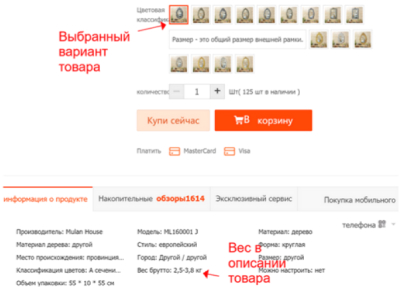 Цветовая
классификация
Выбранный
вариант
товара
Размер - это общий размер внешней рамки.
количество
— 1 + Шт( 125 шт в наличии )
Купи сейчас В корзину
Платить MasterCard Visa
информация о продукте Накопительные обзоры1614 Эксклюзивный сервис Покупка мобильного
телефона
Производитель: Mulan House Модель: ML160001 J Материал: дерево
Материал дерева: другой Стиль: европейский Форма: круглая
Место происхождения: провинция... Город: Другой / другой Размер: другой
Классификация цветов: А сечени... Вес брутто: 2,5-3,8 кг Можно настроить: нет
Объем упаковки: 55 * 10 * 55 см
Вес в
описании
товара